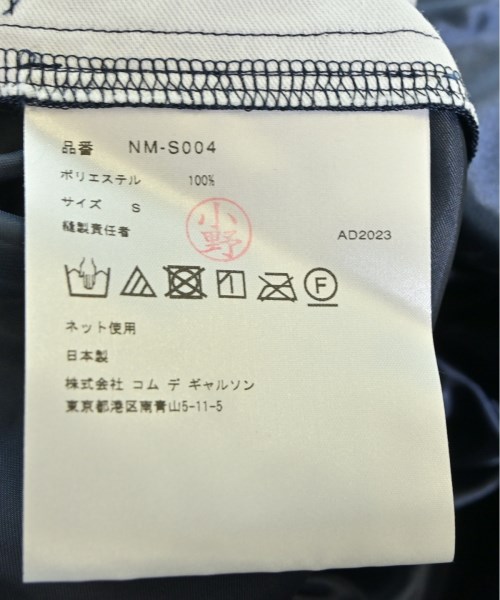 品番 NM-S004
ポリエステル 100%
サイズ S
縫製責任者 小野 AD2023
F
ネット使用
日本製
株式会社 コム デ ギャルソン
東京都港区南青山5-11-5